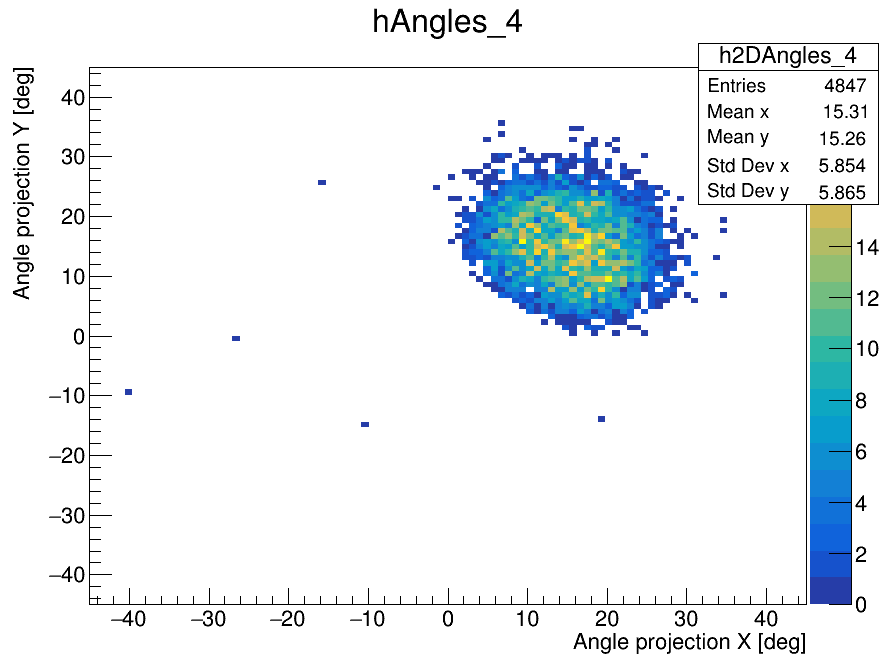 hAngles_4
h2DAngles_4
Entries 4847
Mean x 15.31
Mean y 15.26
Std Dev x 5.854
Std Dev y 5.865
Angle projection Y [deg]
40
30
20
10
0
−10
−20
−30
−40
−40 −30 −20 −10 0 10 20 30 40
Angle projection X [deg]
14
12
10
8
6
4
2
0